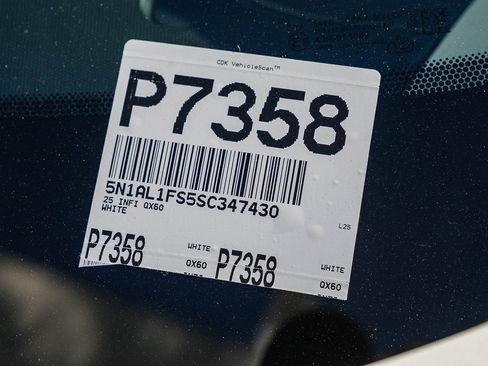 CDK VehicleScan™
P7358
5N1AL1FS5SC347430
25 INFI QX60
WHITE
L25
P7358 WHITE QX60 P7358 WHITE QX60